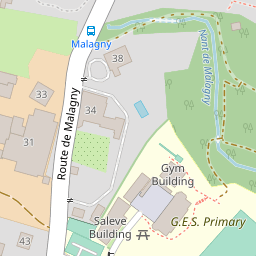 Malagny
38
Nant de Malagny
33
34
31
Route de Malagny
Gym
Building
Saleve
Building
G.E.S. Primary
43